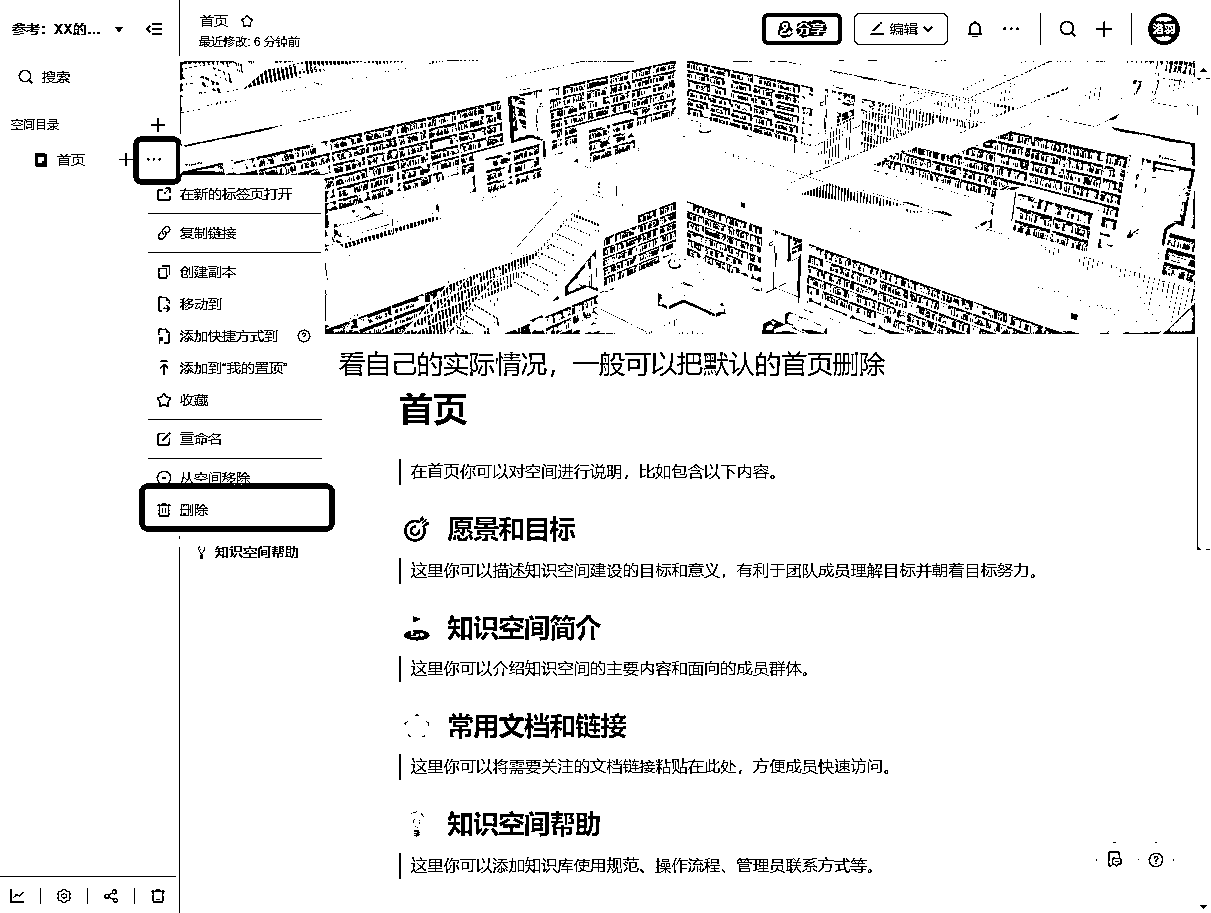 参考：XX的...
首页
最近修改: 6 分钟前
分享
编辑
搜索
空间目录
首页
在新的标签页打开
复制链接
创建副本
移动到
添加快捷方式到
添加到“我的置顶”
收藏
重命名
从空间移除
删除
知识空间帮助
看自己的实际情况，一般可以把默认的首页删除
首页
在首页你可以对空间进行说明，比如包含以下内容。
愿景和目标
这里你可以描述知识空间建设的目标和意义，有利于团队成员理解目标并朝着目标努力。
知识空间简介
这里你可以介绍知识空间的主要内容和面向的成员群体。
常用文档和链接
这里你可以将需要关注的文档链接粘贴在此处，方便成员快速访问。
知识空间帮助
这里你可以添加知识库使用规范、操作流程、管理员联系方式等。